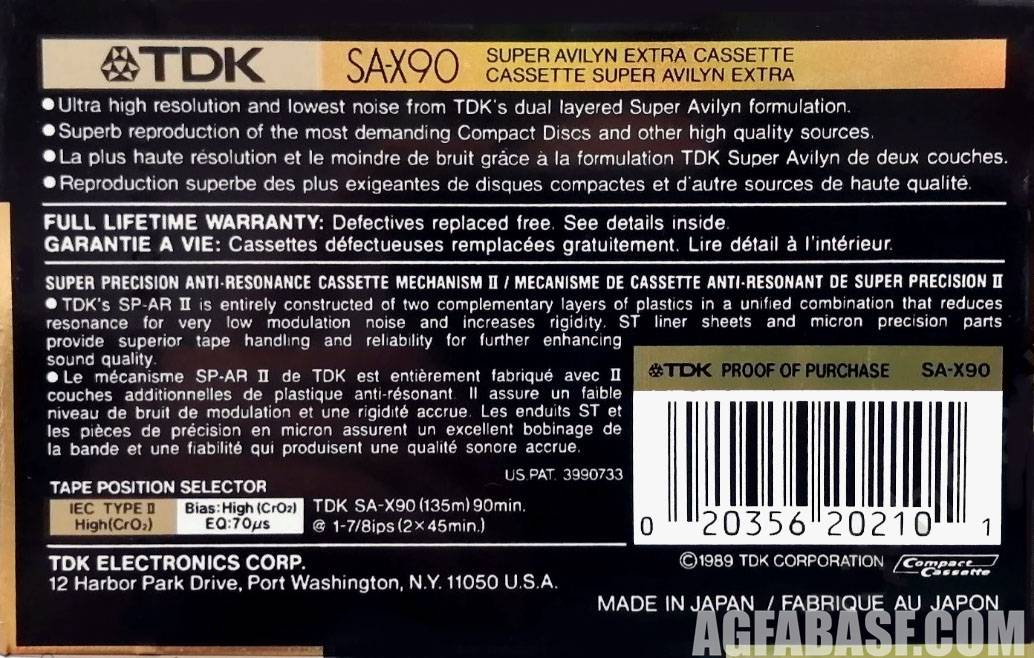 TDK SA-X90 SUPER AVILYN EXTRA CASSETTE
CASSETTE SUPER AVILYN EXTRA
● Ultra high resolution and lowest noise from TDK's dual layered Super Avilyn formulation.
● Superb reproduction of the most demanding Compact Discs and other high quality sources.
● La plus haute résolution et le moindre de bruit grâce à la formulation TDK Super Avilyn de deux couches.
● Reproduction superbe des plus exigeantes de disques compactes et d'autre sources de haute qualité.
FULL LIFETIME WARRANTY: Defectives replaced free. See details inside.
GARANTIE A VIE: Cassettes défectueuses remplacées gratuitement. Lire détail à l'intérieur.
SUPER PRECISION ANTI-RESONANCE CASSETTE MECHANISM II / MECANISME DE CASSETTE ANTI-RESONANT DE SUPER PRECISION II
● TDK's SP-AR II is entirely constructed of two complementary layers of plastics in a unified combination that reduces
resonance for very low modulation noise and increases rigidity. ST liner sheets and micron precision parts
provide superior tape handling and reliability for further enhancing
sound quality.
● Le mécanisme SP-AR II de TDK est entièrement fabriqué avec II
couches additionnelles de plastique anti-résonant. Il assure un faible
niveau de bruit de modulation et une rigidité accrue. Les enduits ST et
les pièces de précision en micron assurent un excellent bobinage de
la bande et une fiabilité qui produisent une qualité sonore accrue.
US. PAT. 3990733
TDK PROOF OF PURCHASE SA-X90
0 20356 20210 1
TAPE POSITION SELECTOR
IEC TYPE II
High(CrO₂)
Bias: High (CrO₂)
EQ: 70µs
TDK SA-X90 (135m) 90min.
@ 1-7/8ips (2×45min.)
TDK ELECTRONICS CORP.
12 Harbor Park Drive, Port Washington, N.Y. 11050 U.S.A.
©1989 TDK CORPORATION Compact Cassette
MADE IN JAPAN / FABRIQUE AU JAPON
AGFABASE.COM